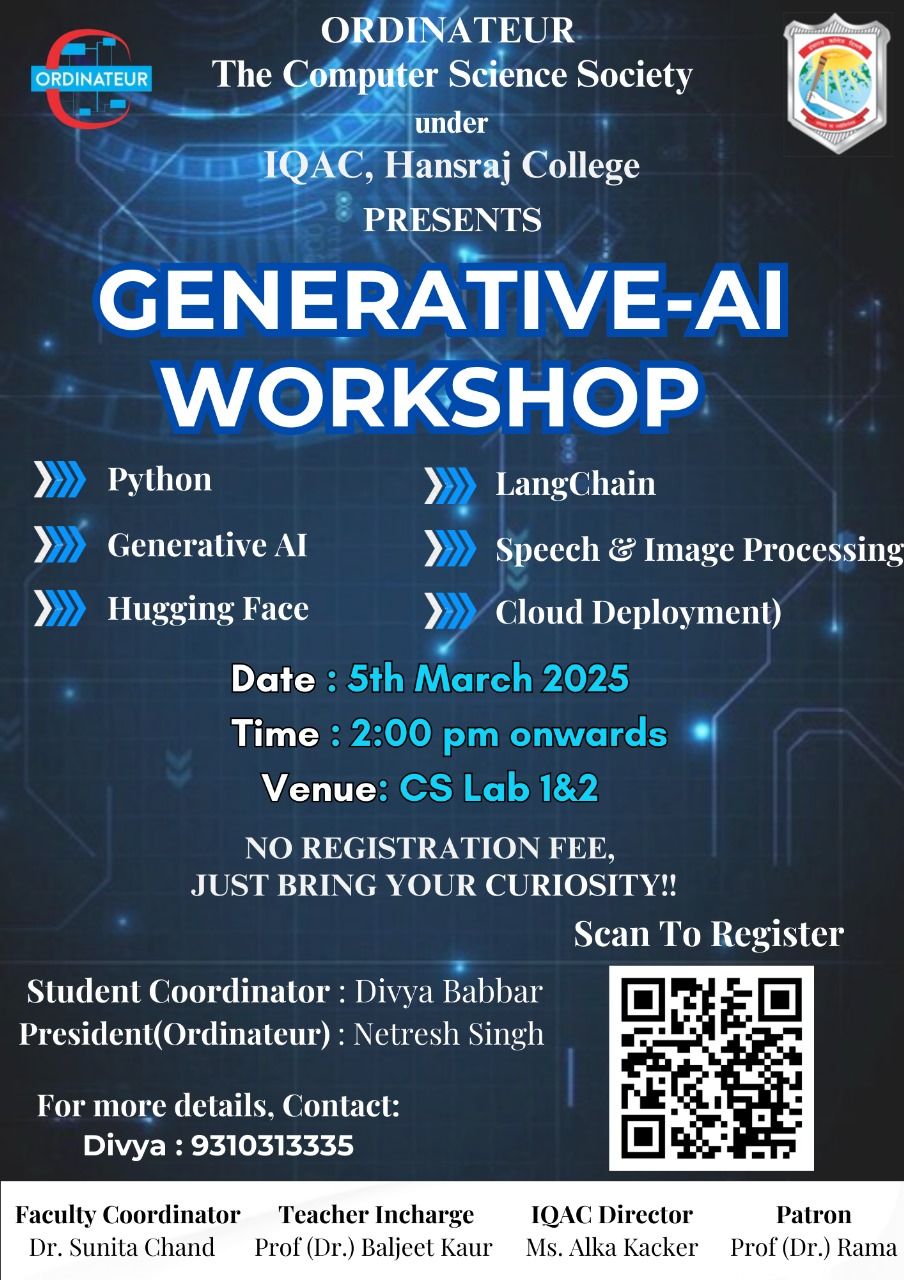 ORDINATEUR
The Computer Science Society
under
IQAC, Hansraj College
PRESENTS
ORDINATEUR
GENERATIVE-AI
WORKSHOP
Python
Generative AI
Hugging Face
LangChain
Speech & Image Processing
Cloud Deployment)
Date : 5th March 2025
Time : 2:00 pm onwards
Venue: CS Lab 1&2
NO REGISTRATION FEE,
JUST BRING YOUR CURIOSITY!!
Scan To Register
Student Coordinator : Divya Babbar
President(Ordinateur) : Netresh Singh
For more details, Contact:
Divya : 9310313335
Faculty Coordinator
Dr. Sunita Chand
Teacher Incharge
Prof (Dr.) Baljeet Kaur
IQAC Director
Ms. Alka Kacker
Patron
Prof (Dr.) Rama